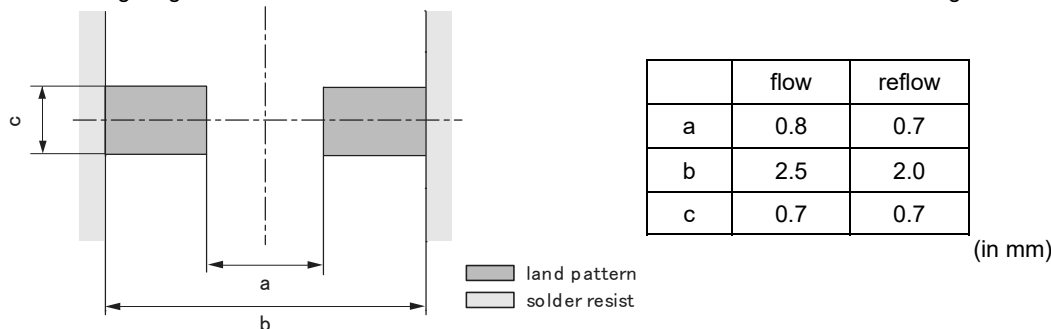 c
a
b
land pattern
solder resist
flow reflow
a 0.8 0.7
b 2.5 2.0
c 0.7 0.7
(in mm)